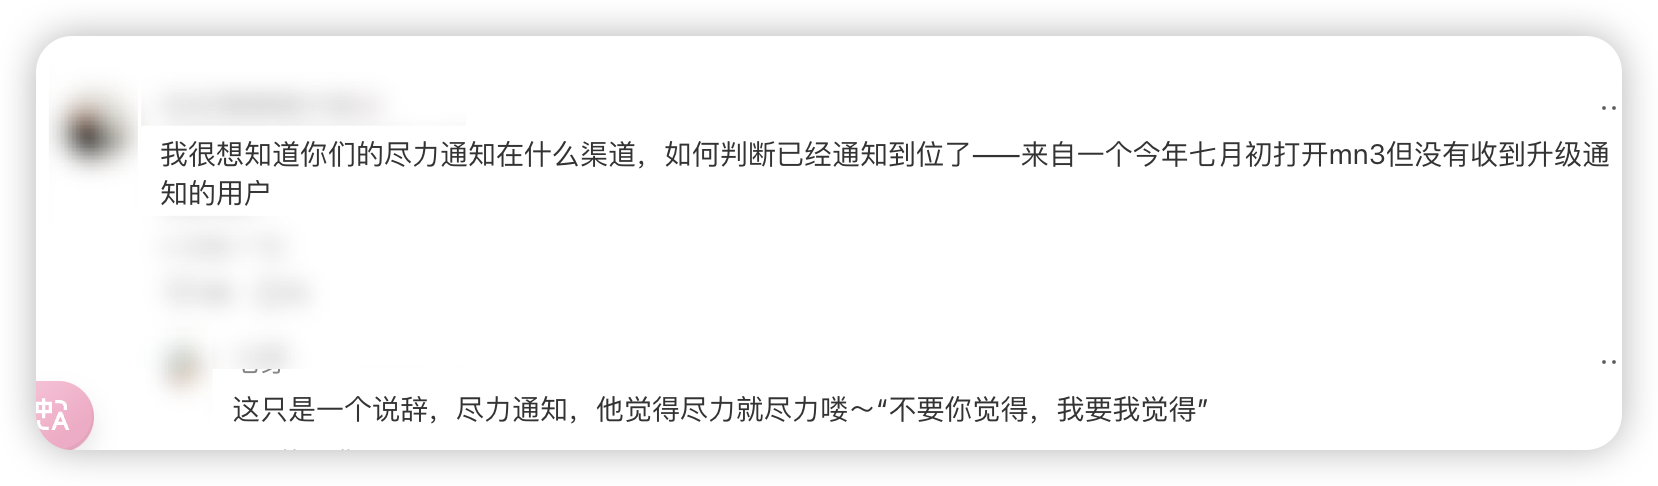 我很想知道你们的尽力通知在什么渠道，如何判断已经通知到位了——来自一个今年七月初打开mn3但没有收到升级通
知的用户
这只是一个说辞，尽力通知，他觉得尽力就尽力喽～“不要你觉得，我要我觉得”
中A